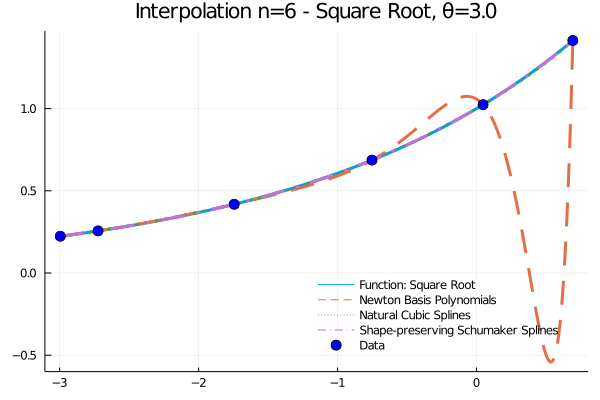 Interpolation n=6 - Square Root, θ=3.0
1.0
0.5
0.0
−0.5
Function: Square Root
Newton Basis Polynomials
Natural Cubic Splines
Shape-preserving Schumaker Splines
Data
−3
−2
−1
0